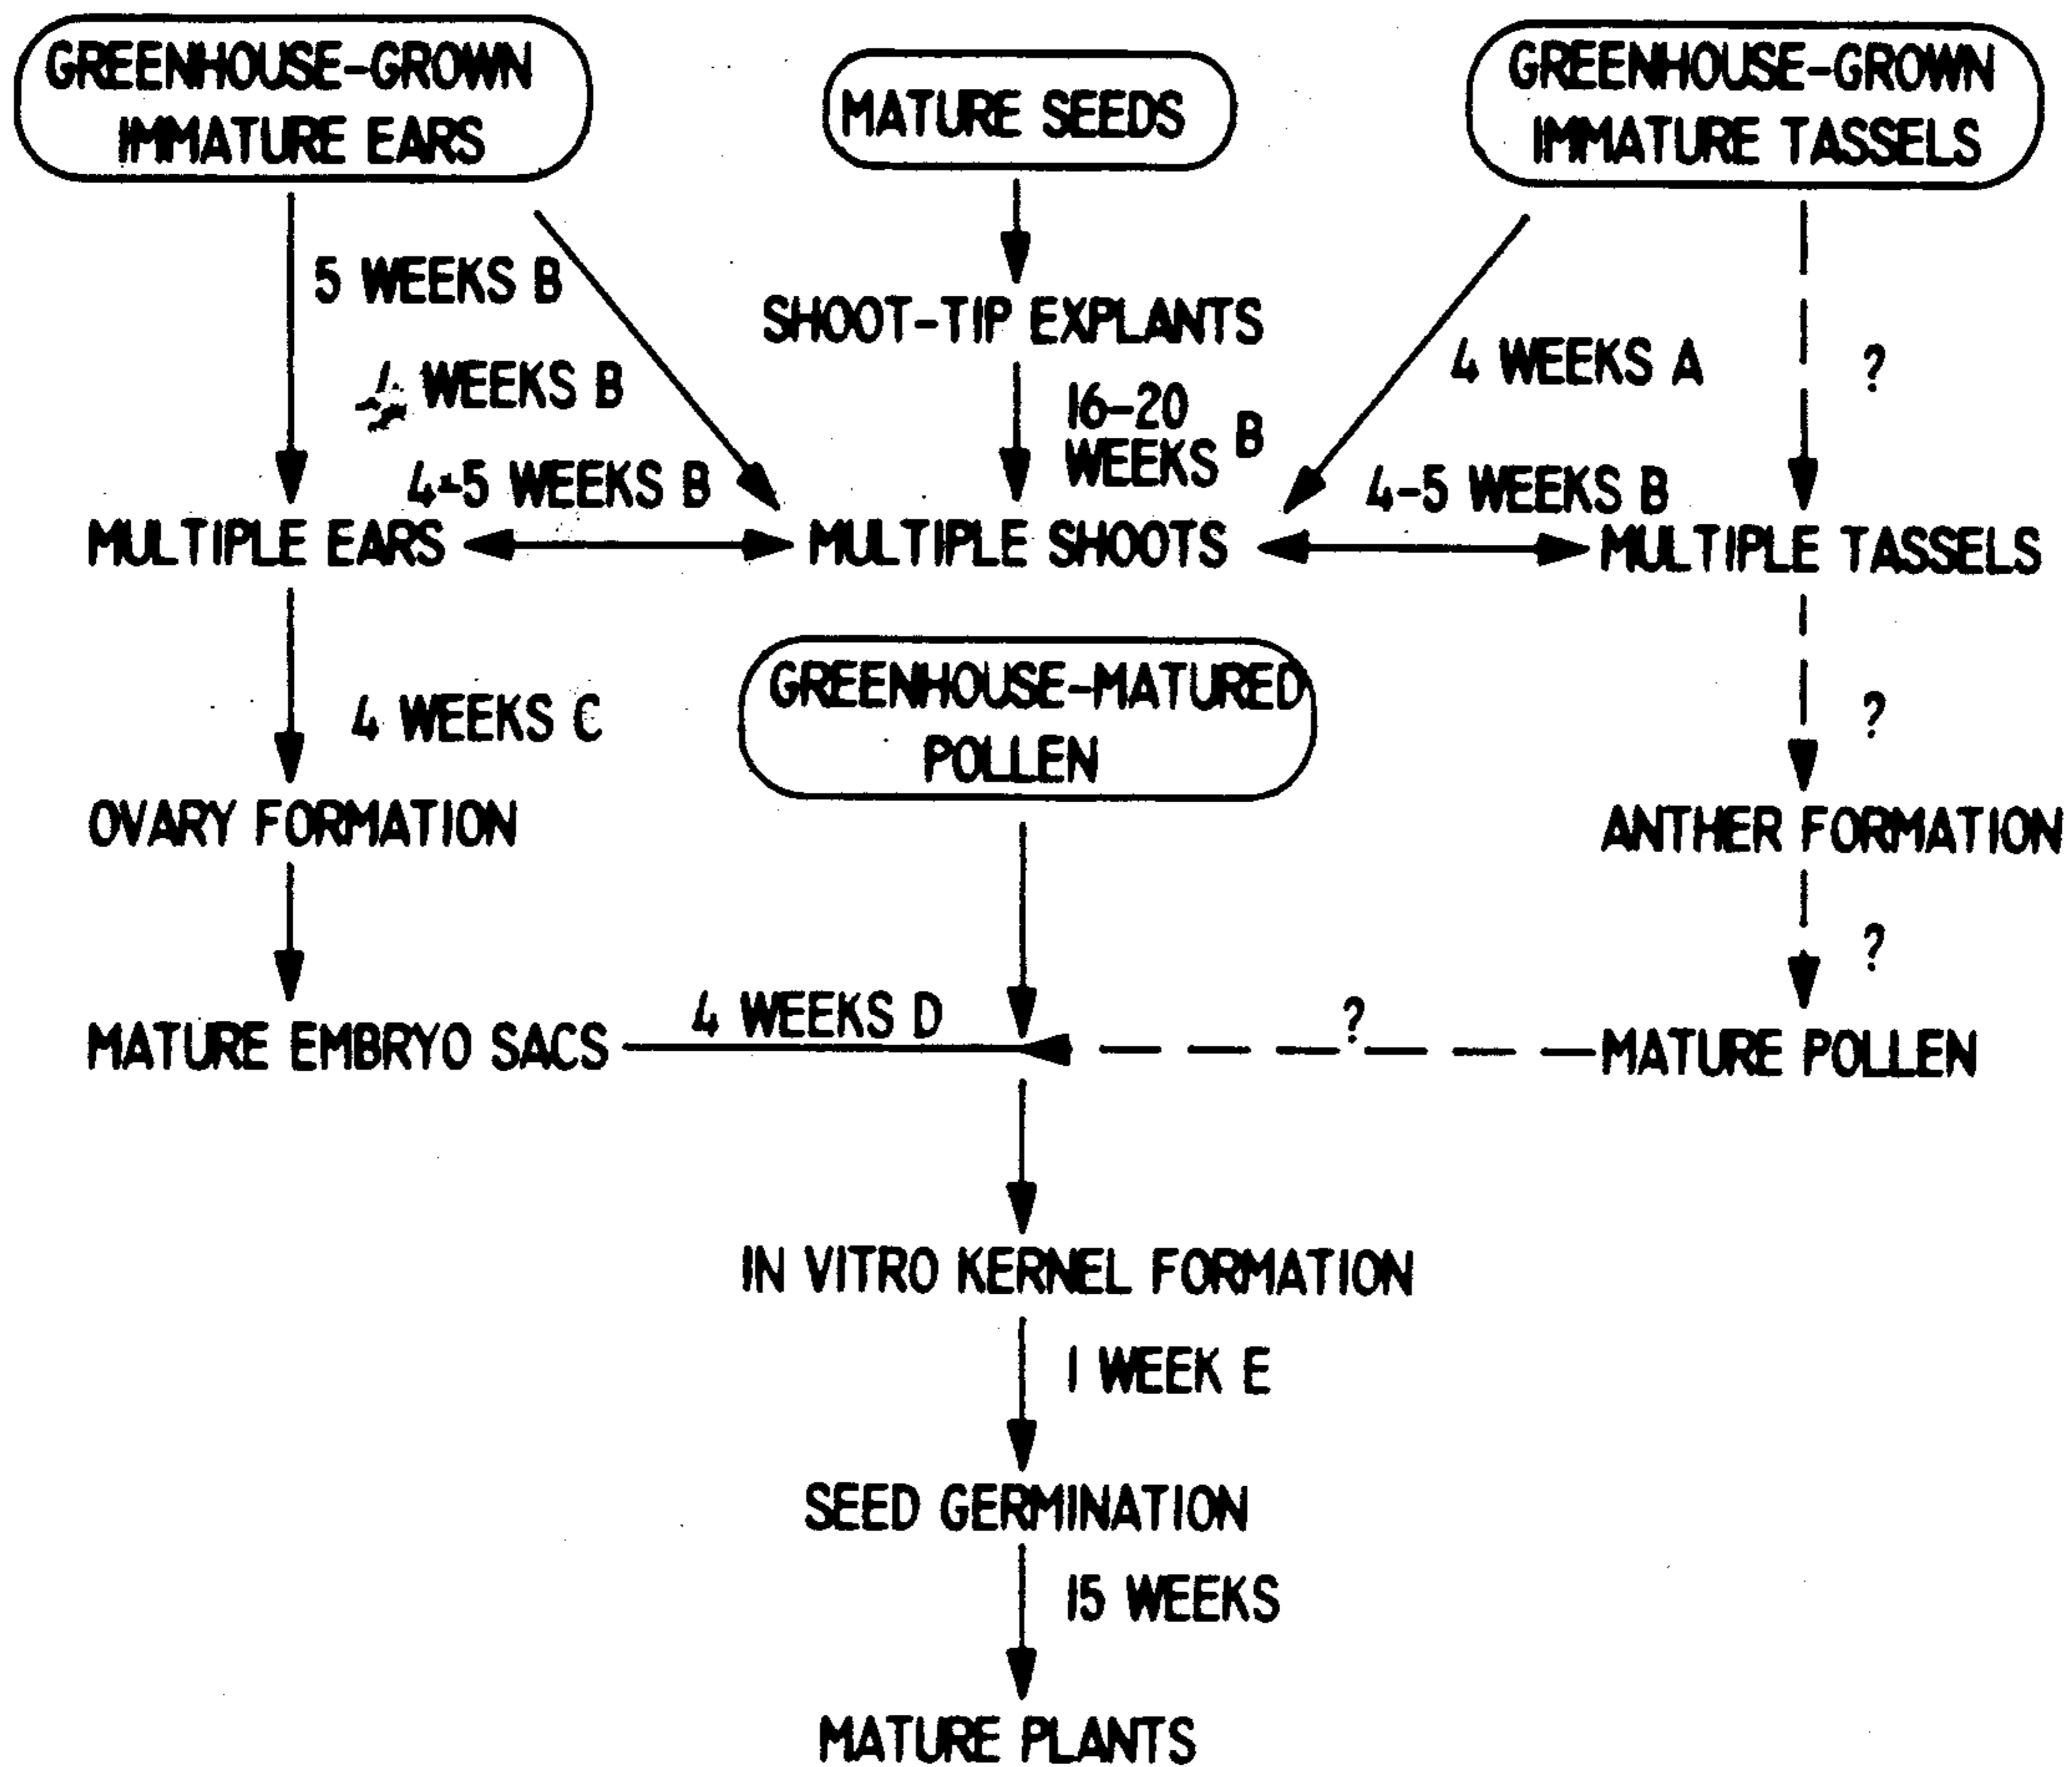 GREENHOUSE-GROWN
IMMATURE EARS
MATURE SEEDS
GREENHOUSE-GROWN
IMMATURE TASSELS
5 WEEKS B
SHOOT-TIP EXPLANTS
4 WEEKS A
?
4 WEEKS B
16-20
WEEKS B
4-5 WEEKS B
4-5 WEEKS B
MULTIPLE EARS
MULTIPLE SHOOTS
MULTIPLE TASSELS
GREENHOUSE-MATURED
POLLEN
4 WEEKS C
?
OVARY FORMATION
ANTHER FORMATION
?
4 WEEKS D
?
MATURE EMBRYO SACS
MATURE POLLEN
IN VITRO KERNEL FORMATION
1 WEEK E
SEED GERMINATION
15 WEEKS
MATURE PLANTS